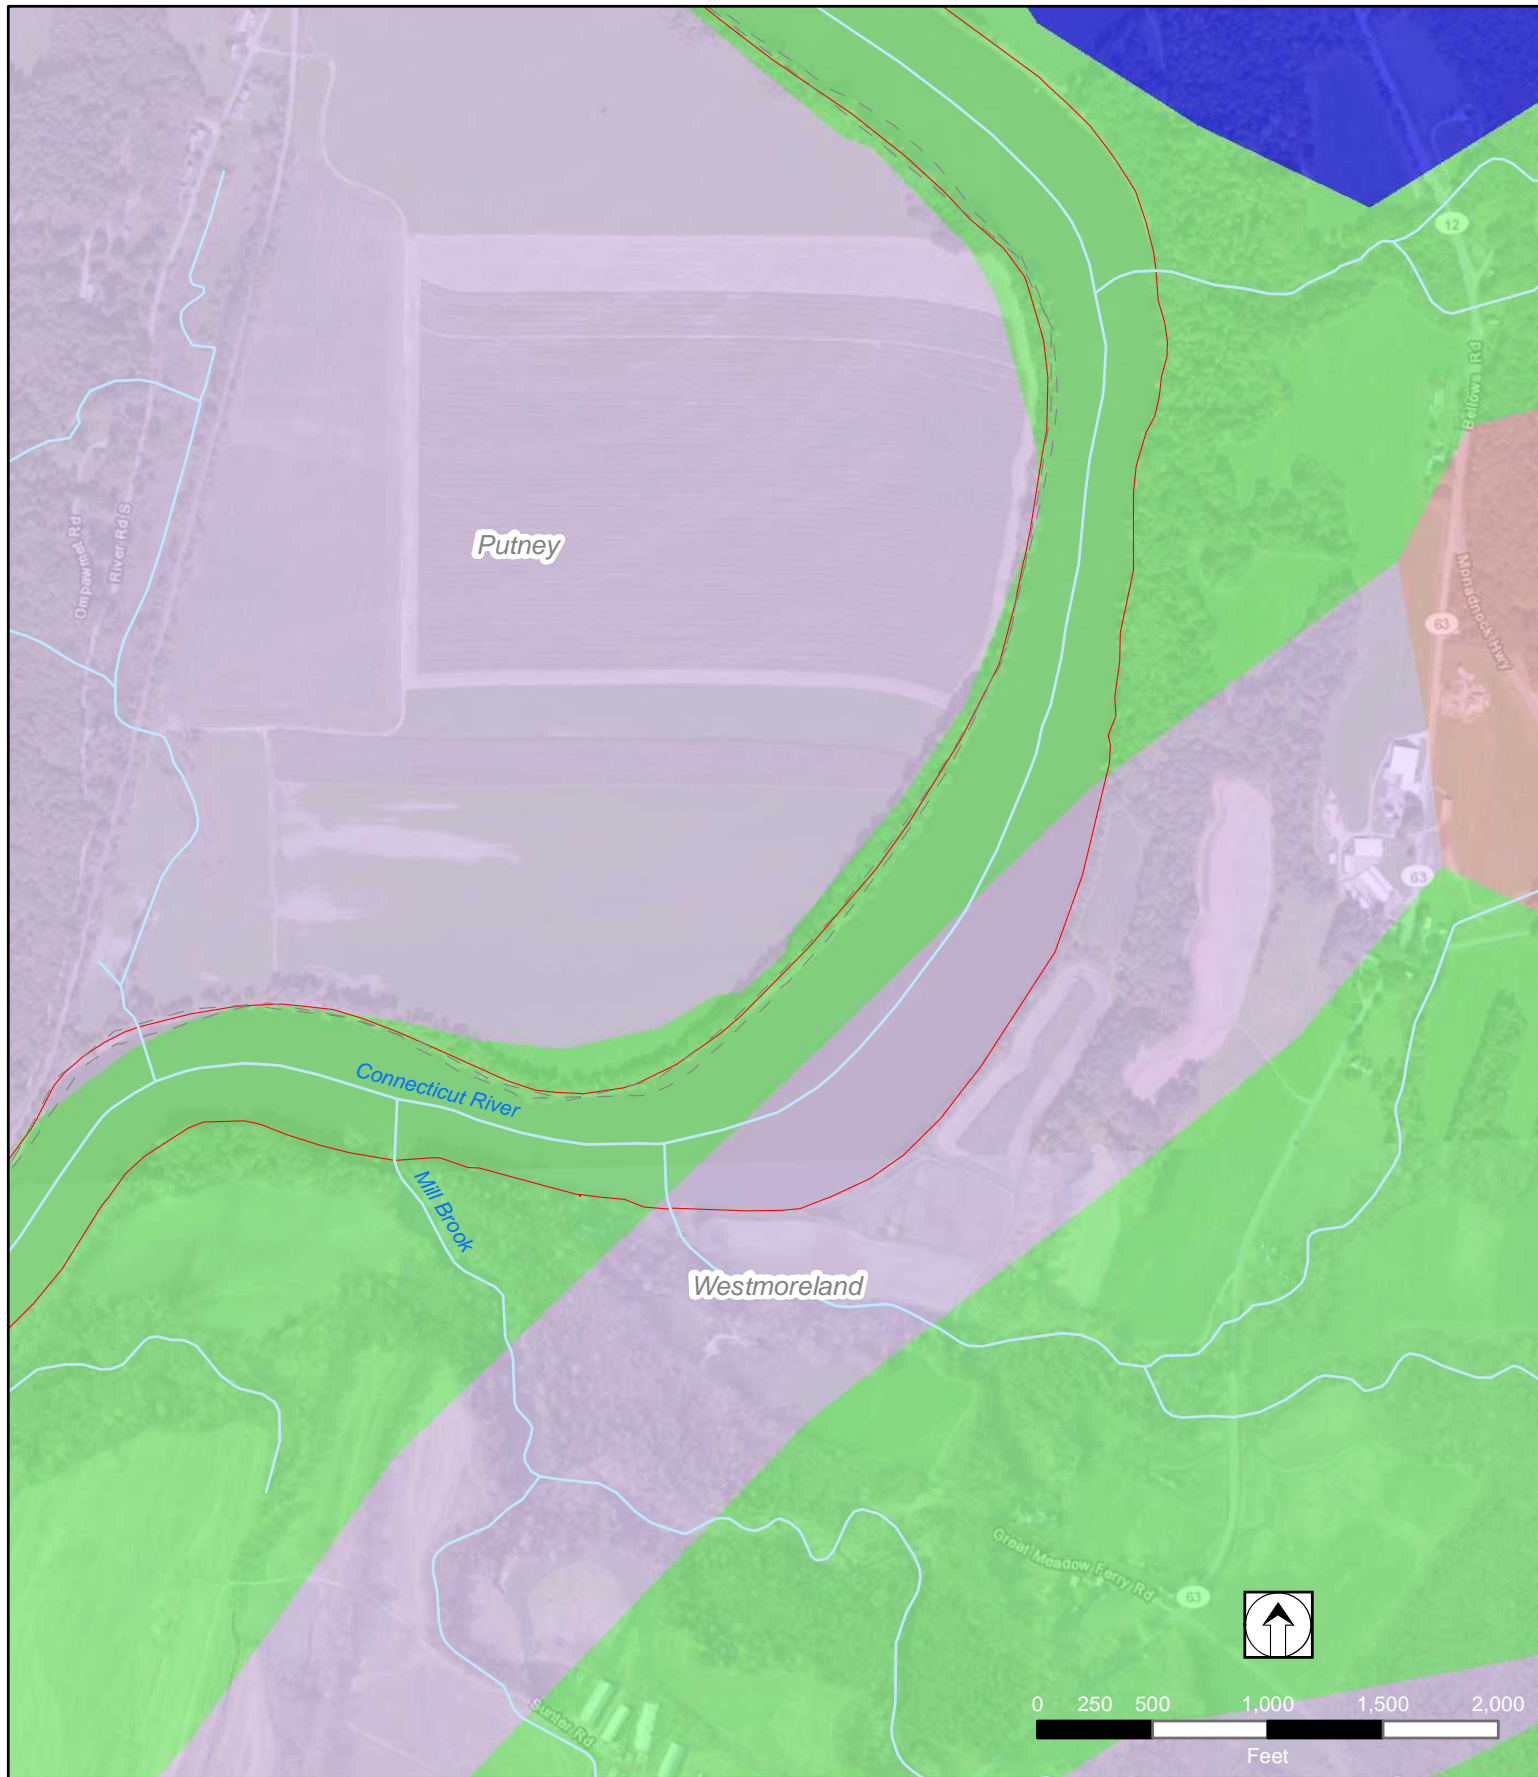 12
Bellows Rd
Putney
Ompawnet Rd
River Rd S
63
Monadnock Hwy
63
Connecticut River
Mill Brook
Westmoreland
Great Meadow Ferry Rd
63
Sunter Rd
0 250 500 1,000 1,500 2,000
Feet